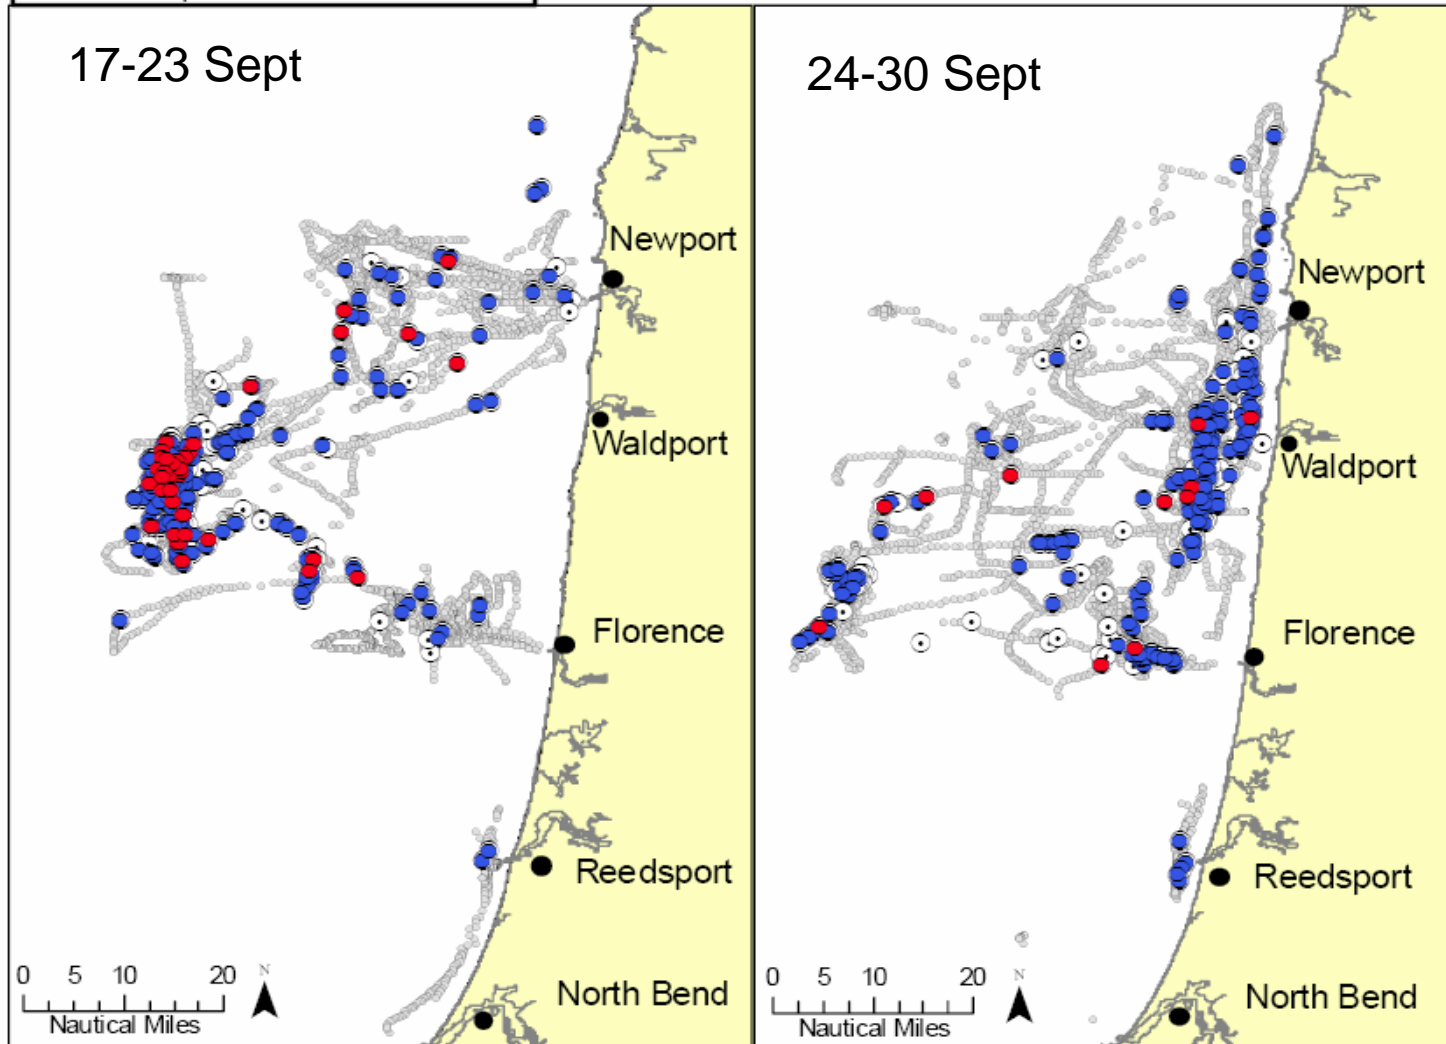 17-23 Sept
Newport
Waldport
Florence
Reedsport
North Bend
0 5 10 20
N
Nautical Miles
24-30 Sept
Newport
Waldport
Florence
Reedsport
North Bend
0 5 10 20
N
Nautical Miles